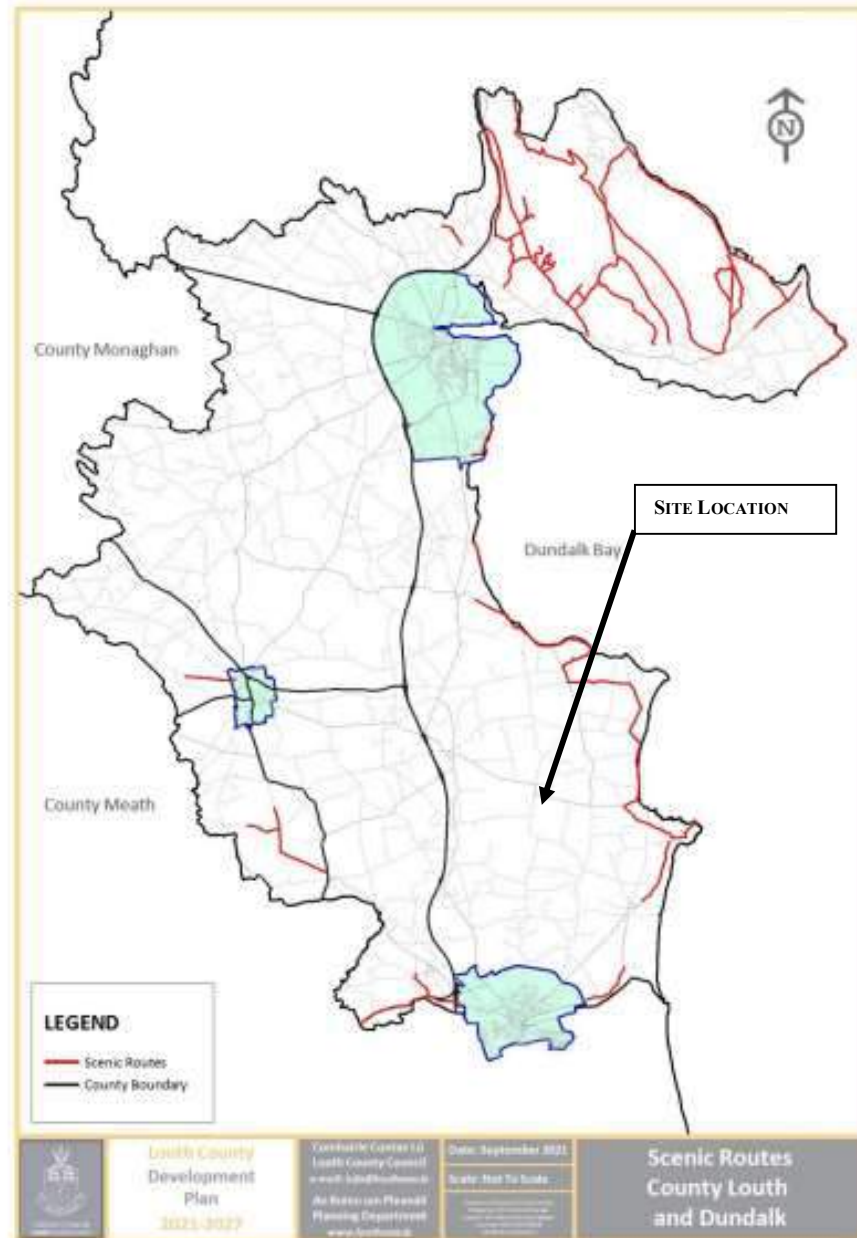 N
County Monaghan
SITE LOCATION
Dundalk Bay
County Meath
LEGEND
Scenic Routes
County Boundary
Louth County
Development
Plan
2021-2027
Comhairle Contae Lú
Louth County Council
An Rannóg Pleanála
Planning Department
Date: September 2021
Scale: Not To Scale
Scenic Routes
County Louth
and Dundalk